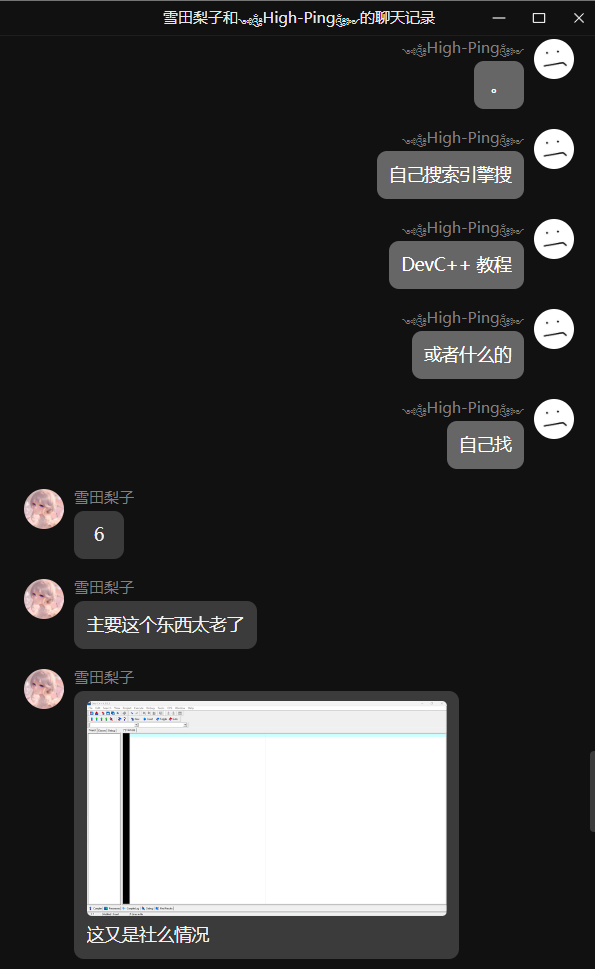 雪田梨子和࿐ঔৣ͜͡High-Pingঔৣ͜͡࿐的聊天记录
High-Ping
。
High-Ping
自己搜索引擎搜
High-Ping
DevC++ 教程
High-Ping
或者什么的
High-Ping
自己找
雪田梨子
6
雪田梨子
主要这个东西太老了
雪田梨子
这又是社么情况